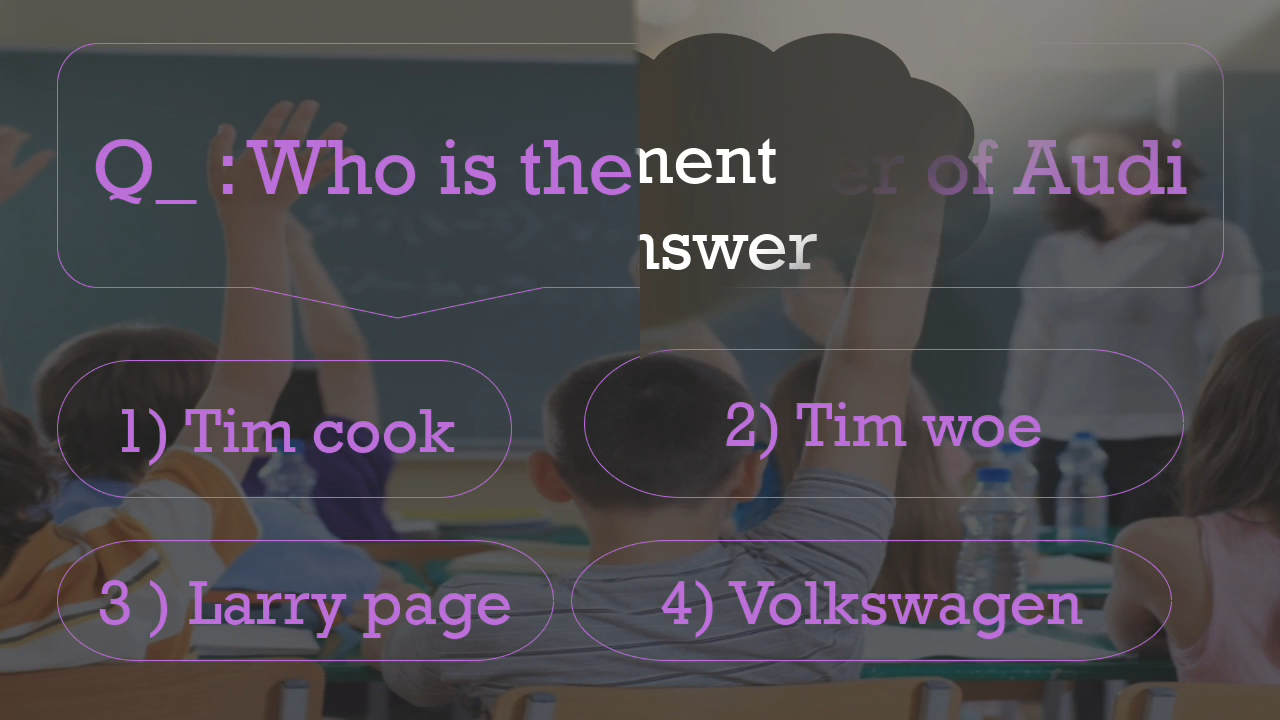 Q_ : Who is the er of Audi
nent
nswer
1) Tim cook
2) Tim woe
3 ) Larry page
4) Volkswagen